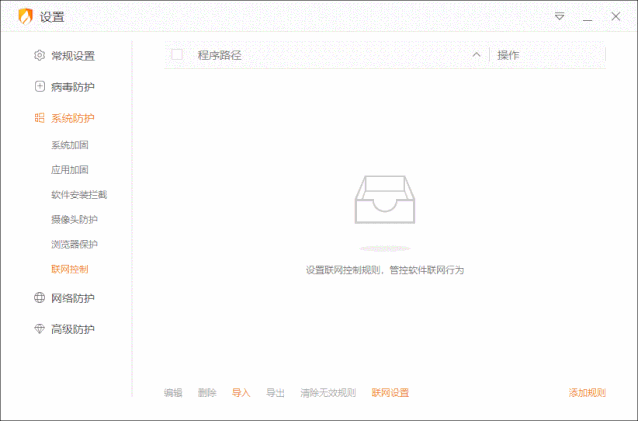 设置
常规设置
病毒防护
系统防护
系统加固
应用加固
软件安装拦截
摄像头防护
浏览器保护
联网控制
网络防护
高级防护
程序路径 操作
设置联网控制规则，管控软件联网行为
编辑 删除 导入 导出 清除无效规则 联网设置 添加规则